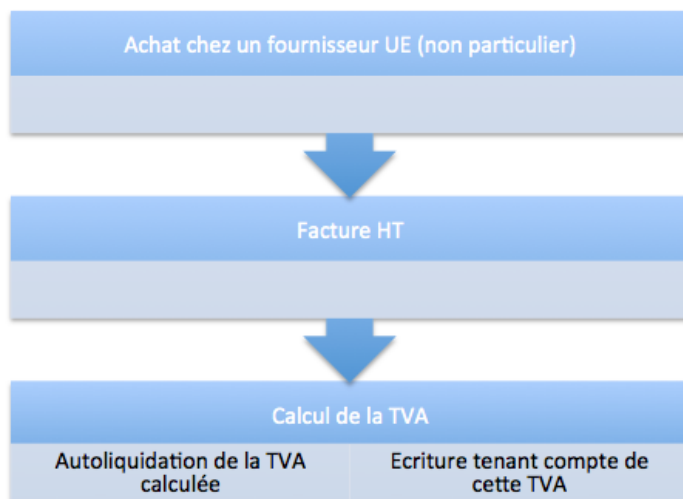 Achat chez un fournisseur UE (non particulier)
Facture HT
Calcul de la TVA
Autoliquidation de la TVA
calculée
Ecriture tenant compte de
cette TVA